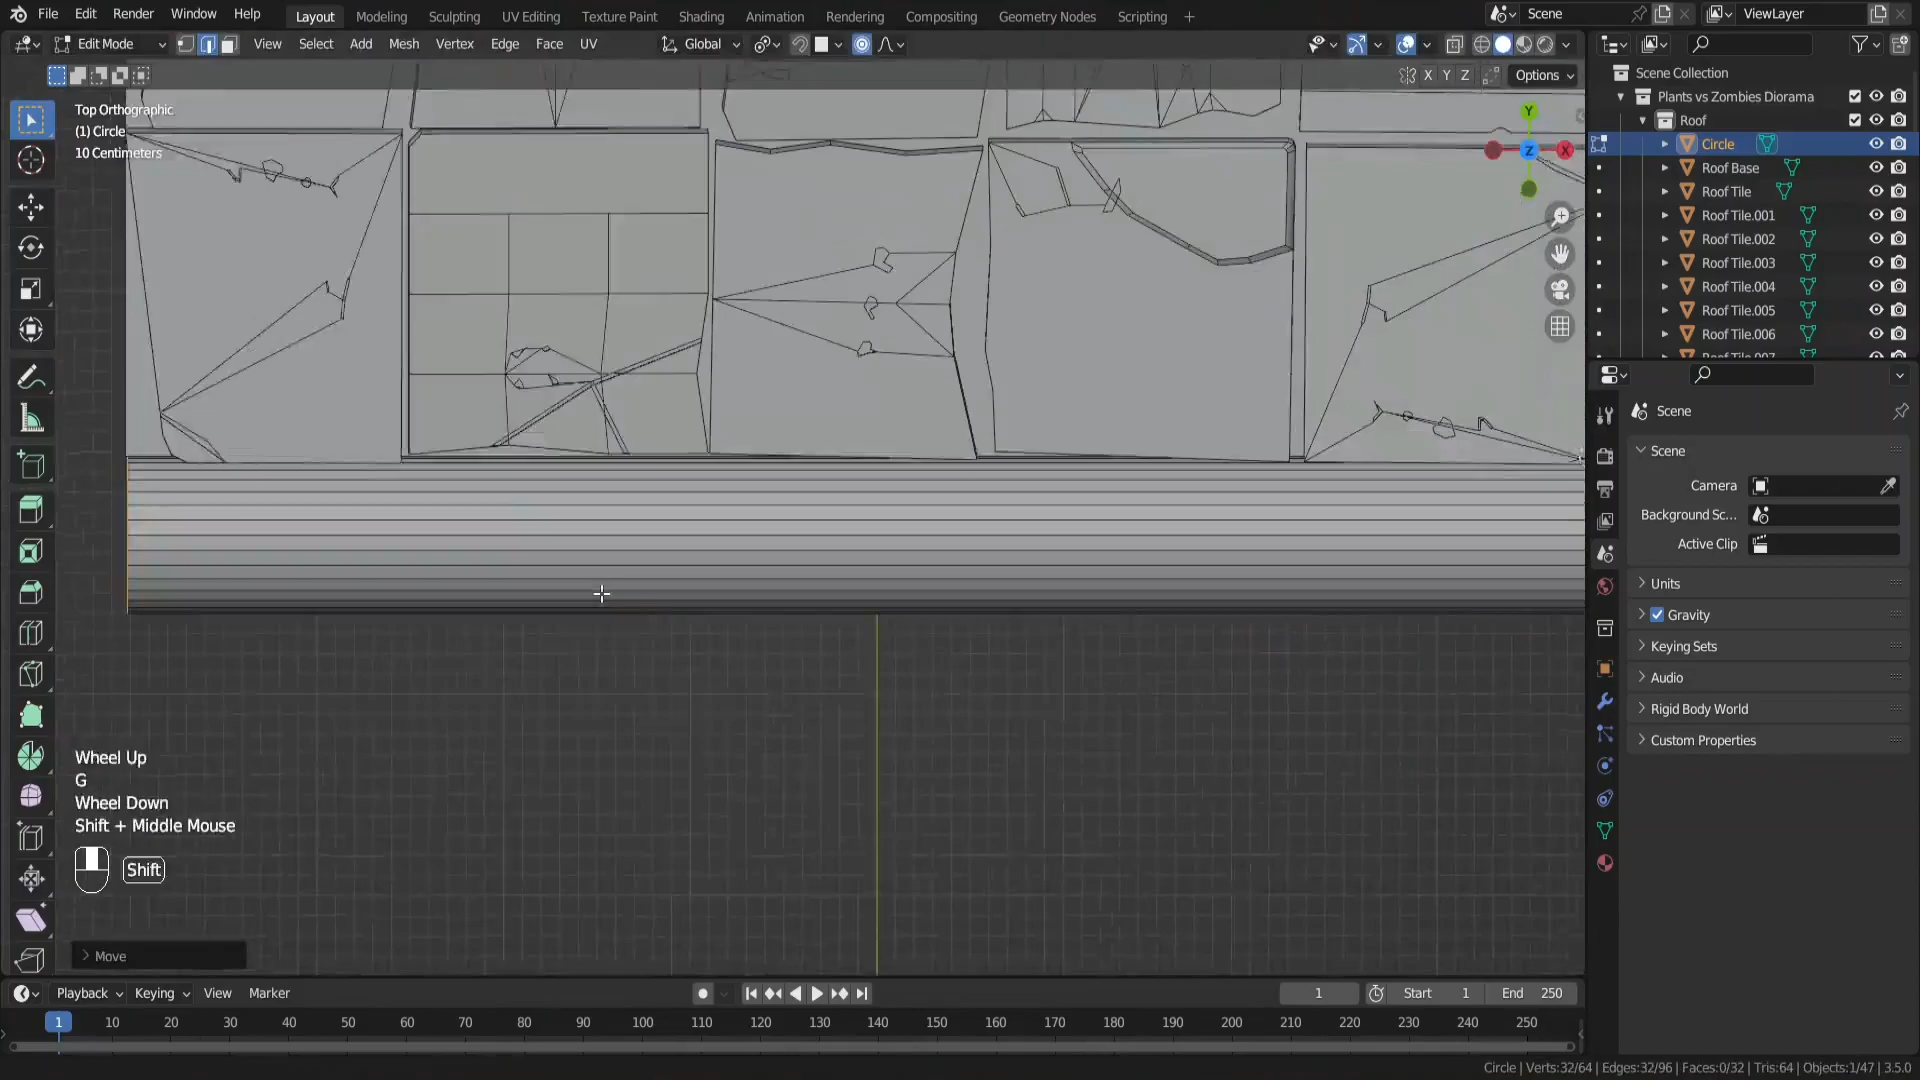 File Edit Render Window Help Layout Modeling Sculpting UV Editing Texture Paint Shading Animation Rendering Compositing Geometry Nodes Scripting + Scene ViewLayer
Edit Mode View Select Add Mesh Vertex Edge Face UV Global
X Y Z Options
Top Orthographic
(1) Circle
10 Centimeters
Y
Z X
Scene Collection
Plants vs Zombies Diorama
Roof
Circle
Roof Base
Roof Tile
Roof Tile.001
Roof Tile.002
Roof Tile.003
Roof Tile.004
Roof Tile.005
Roof Tile.006
Roof Tile.007
Scene
Scene
Camera
Background Sc...
Active Clip
Units
Gravity
Keying Sets
Audio
Rigid Body World
Custom Properties
Wheel Up
G
Wheel Down
Shift + Middle Mouse
Shift
Move
Playback Keying View Marker 1 Start 1 End 250
1 10 20 30 40 50 60 70 80 90 100 110 120 130 140 150 160 170 180 190 200 210 220 230 240 250
Circle | Verts:32/64 | Edges:32/96 | Faces:0/32 | Tris:64 | Objects:1/47 | 3.5.0